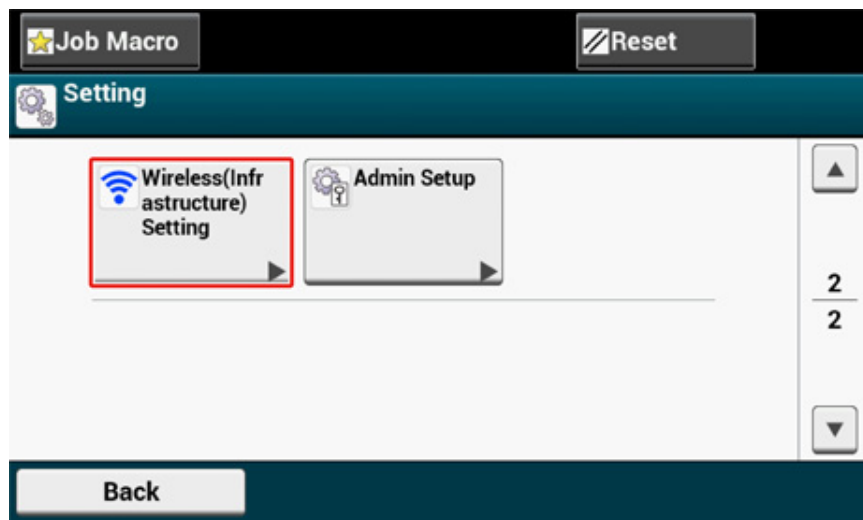 Job Macro
Reset
Setting
Wireless(Infr
astructure)
Setting
Admin Setup
2
2
Back